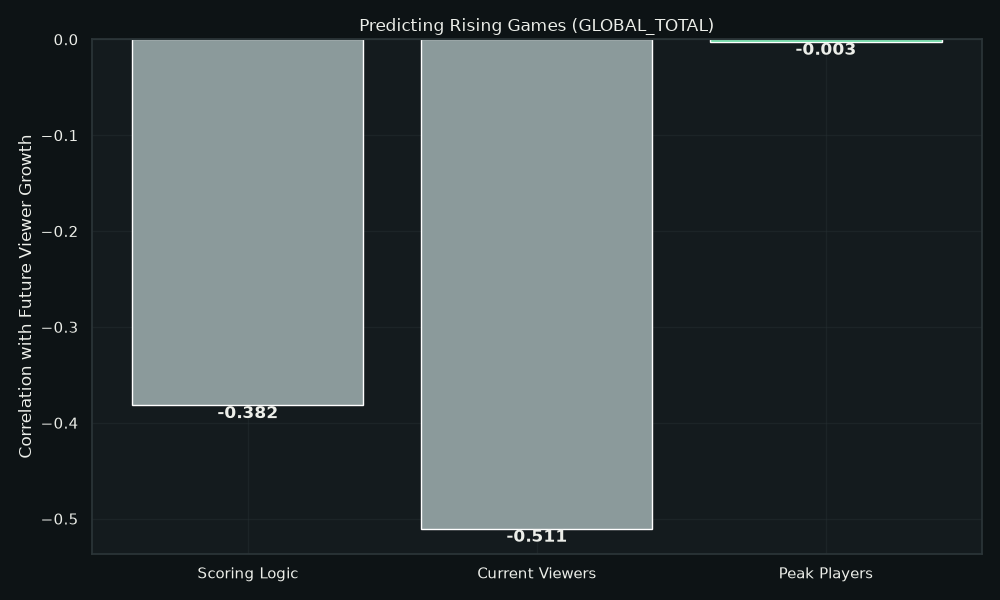 Predicting Rising Games (GLOBAL_TOTAL)
Correlation with Future Viewer Growth
0.0
−0.1
−0.2
−0.3
−0.4
−0.5
-0.382
-0.511
-0.003
Scoring Logic
Current Viewers
Peak Players